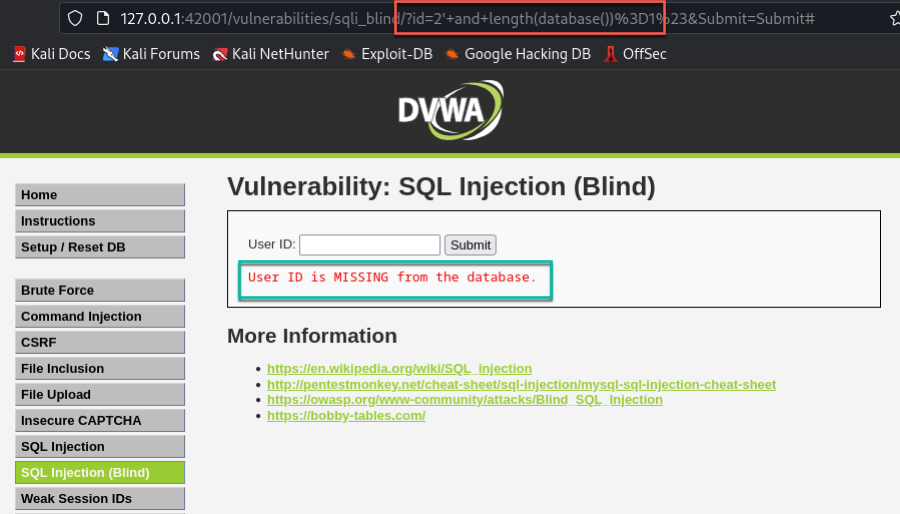 127.0.0.1:42001/vulnerabilities/sqli_blind/?id=2'+and+length(database())%3D1%23&Submit=Submit#
Kali Docs Kali Forums Kali NetHunter Exploit-DB Google Hacking DB OffSec
DVWA
Home
Instructions
Setup / Reset DB
Brute Force
Command Injection
CSRF
File Inclusion
File Upload
Insecure CAPTCHA
SQL Injection
SQL Injection (Blind)
Weak Session IDs
Vulnerability: SQL Injection (Blind)
User ID: Submit
User ID is MISSING from the database.
More Information
https://en.wikipedia.org/wiki/SQL_injection
http://pentestmonkey.net/cheat-sheet/sql-injection/mysql-sql-injection-cheat-sheet
https://owasp.org/www-community/attacks/Blind_SQL_Injection
https://bobby-tables.com/